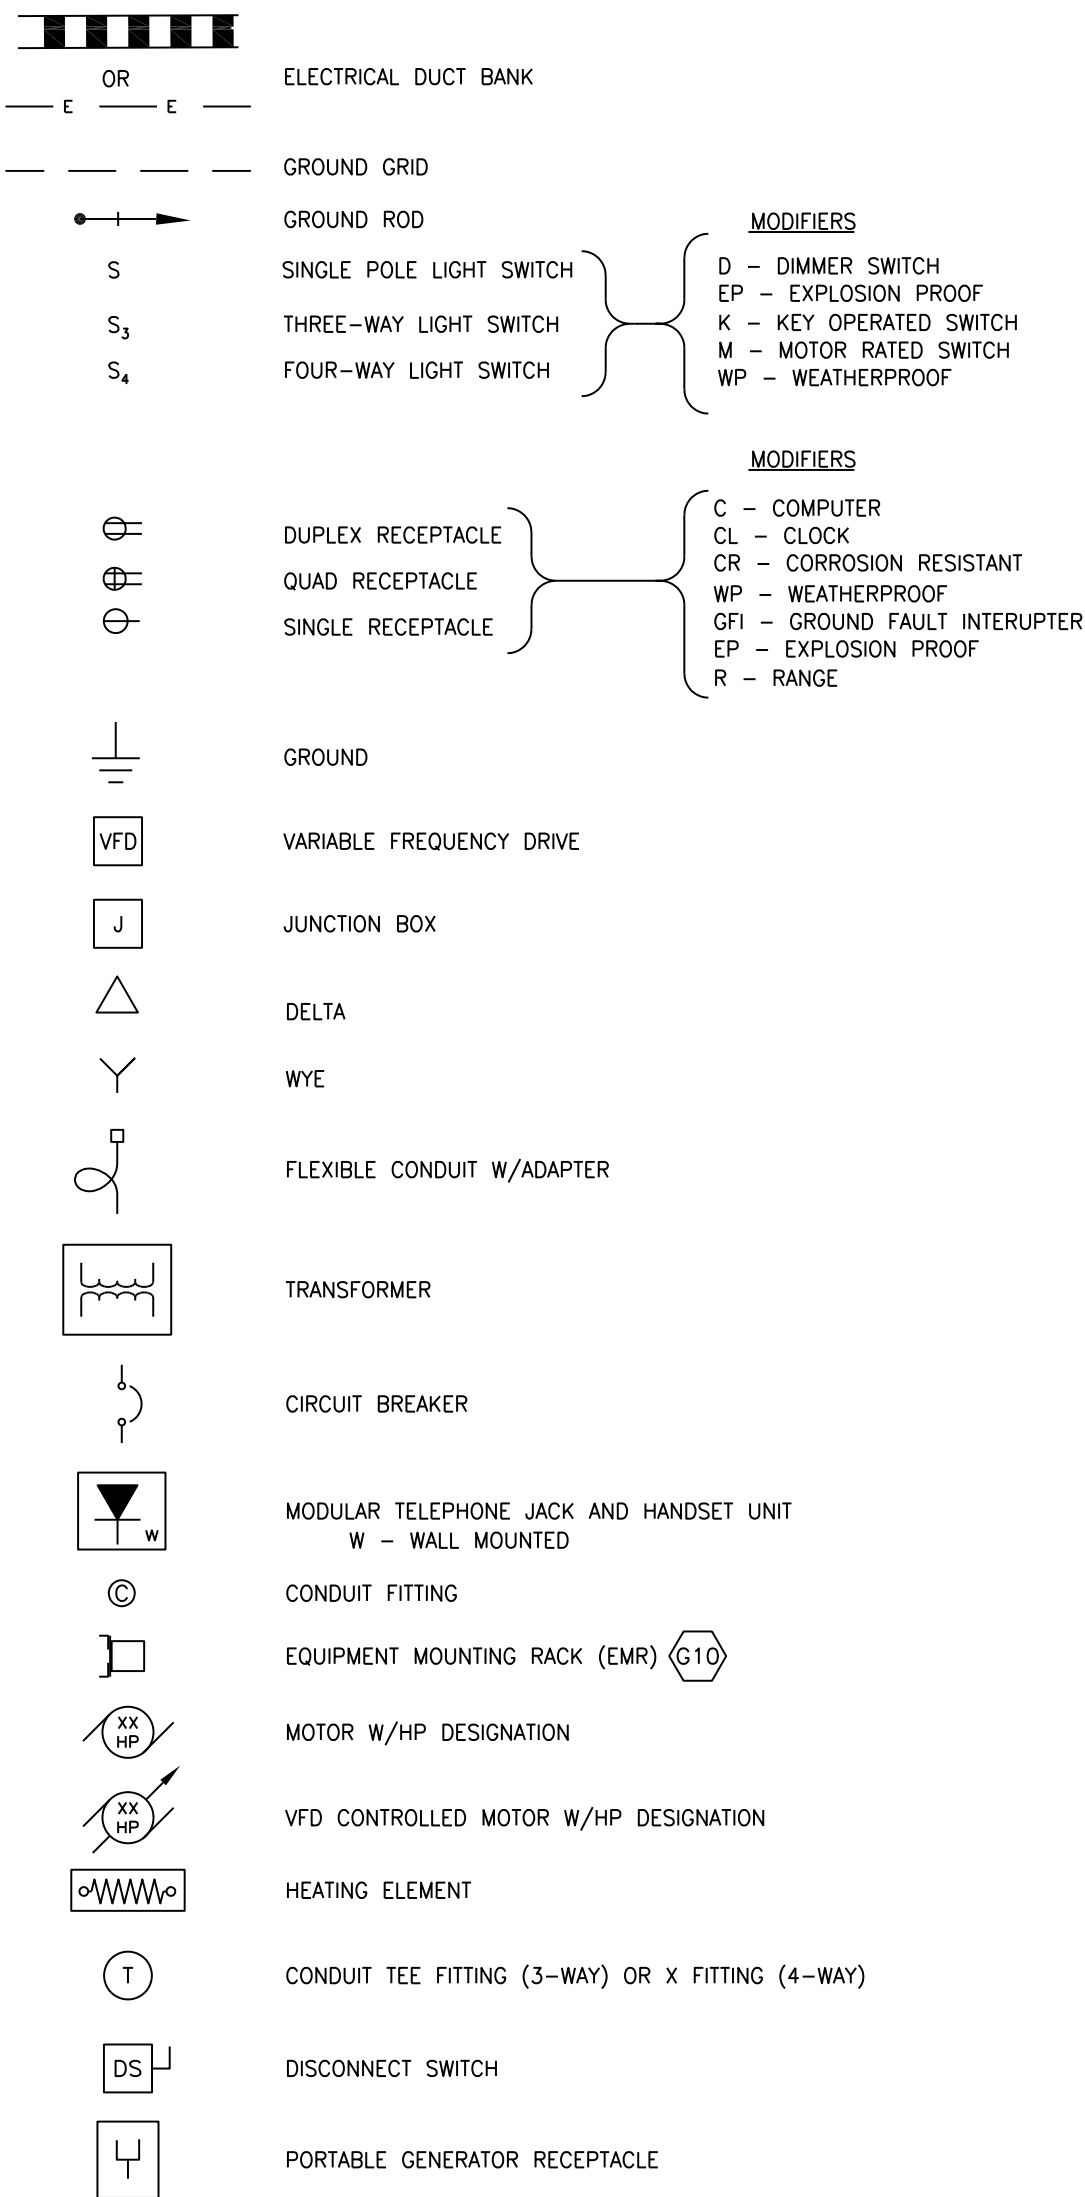 OR
ELECTRICAL DUCT BANK
E E
GROUND GRID
GROUND ROD
MODIFIERS
S SINGLE POLE LIGHT SWITCH
S3 THREE-WAY LIGHT SWITCH
S4 FOUR-WAY LIGHT SWITCH
D - DIMMER SWITCH
EP - EXPLOSION PROOF
K - KEY OPERATED SWITCH
M - MOTOR RATED SWITCH
WP - WEATHERPROOF
MODIFIERS
DUPLEX RECEPTACLE
QUAD RECEPTACLE
SINGLE RECEPTACLE
C - COMPUTER
CL - CLOCK
CR - CORROSION RESISTANT
WP - WEATHERPROOF
GFI - GROUND FAULT INTERUPTER
EP - EXPLOSION PROOF
R - RANGE
GROUND
VFD VARIABLE FREQUENCY DRIVE
J JUNCTION BOX
DELTA
WYE
FLEXIBLE CONDUIT W/ADAPTER
TRANSFORMER
CIRCUIT BREAKER
MODULAR TELEPHONE JACK AND HANDSET UNIT
W W - WALL MOUNTED
C CONDUIT FITTING
EQUIPMENT MOUNTING RACK (EMR) G10
XX
HP
MOTOR W/HP DESIGNATION
XX
HP
VFD CONTROLLED MOTOR W/HP DESIGNATION
HEATING ELEMENT
T CONDUIT TEE FITTING (3-WAY) OR X FITTING (4-WAY)
DS DISCONNECT SWITCH
PORTABLE GENERATOR RECEPTACLE